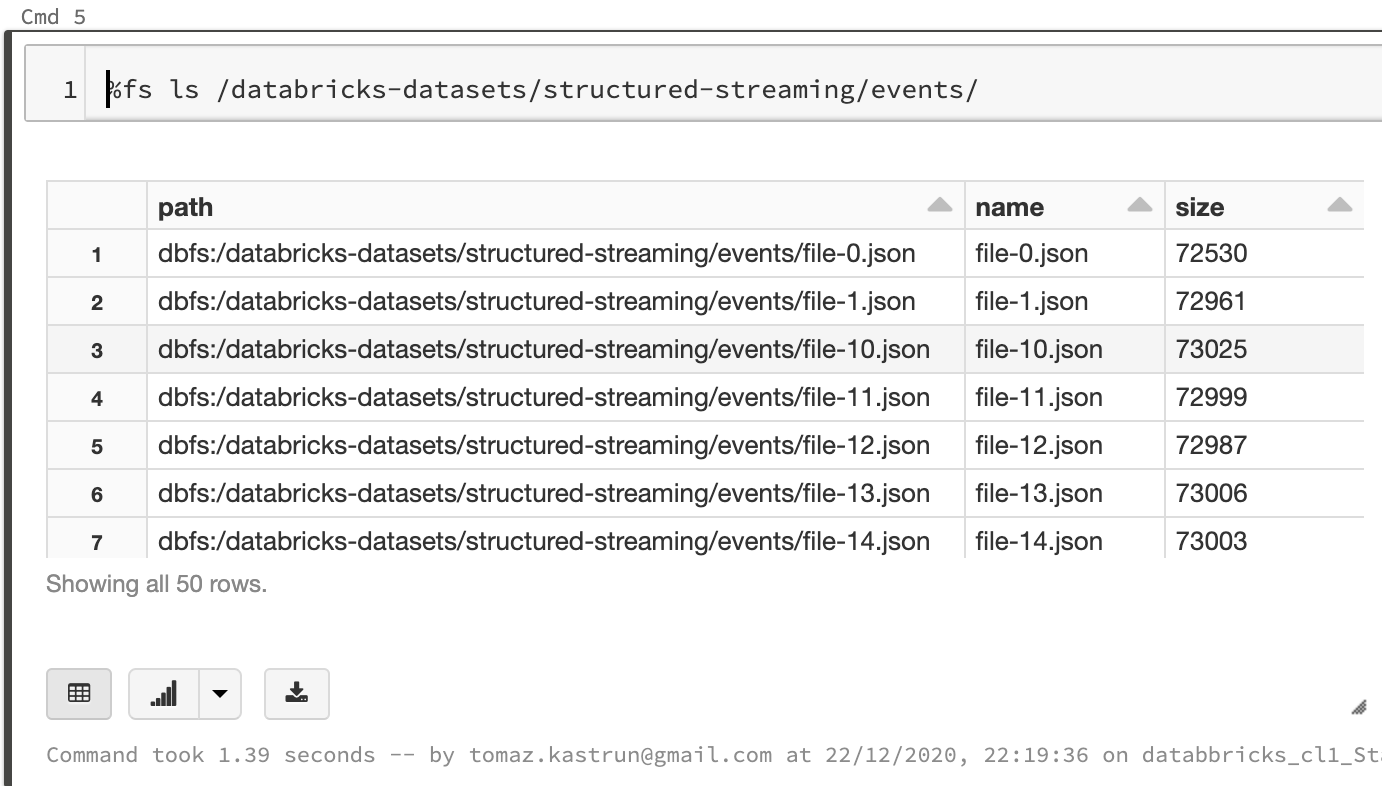 Cmd 5
1 %fs ls /databricks-datasets/structured-streaming/events/
path name size
1 dbfs:/databricks-datasets/structured-streaming/events/file-0.json file-0.json 72530
2 dbfs:/databricks-datasets/structured-streaming/events/file-1.json file-1.json 72961
3 dbfs:/databricks-datasets/structured-streaming/events/file-10.json file-10.json 73025
4 dbfs:/databricks-datasets/structured-streaming/events/file-11.json file-11.json 72999
5 dbfs:/databricks-datasets/structured-streaming/events/file-12.json file-12.json 72987
6 dbfs:/databricks-datasets/structured-streaming/events/file-13.json file-13.json 73006
7 dbfs:/databricks-datasets/structured-streaming/events/file-14.json file-14.json 73003
Showing all 50 rows.
Command took 1.39 seconds -- by tomaz.kastrun@gmail.com at 22/12/2020, 22:19:36 on databbricks_cl1_St